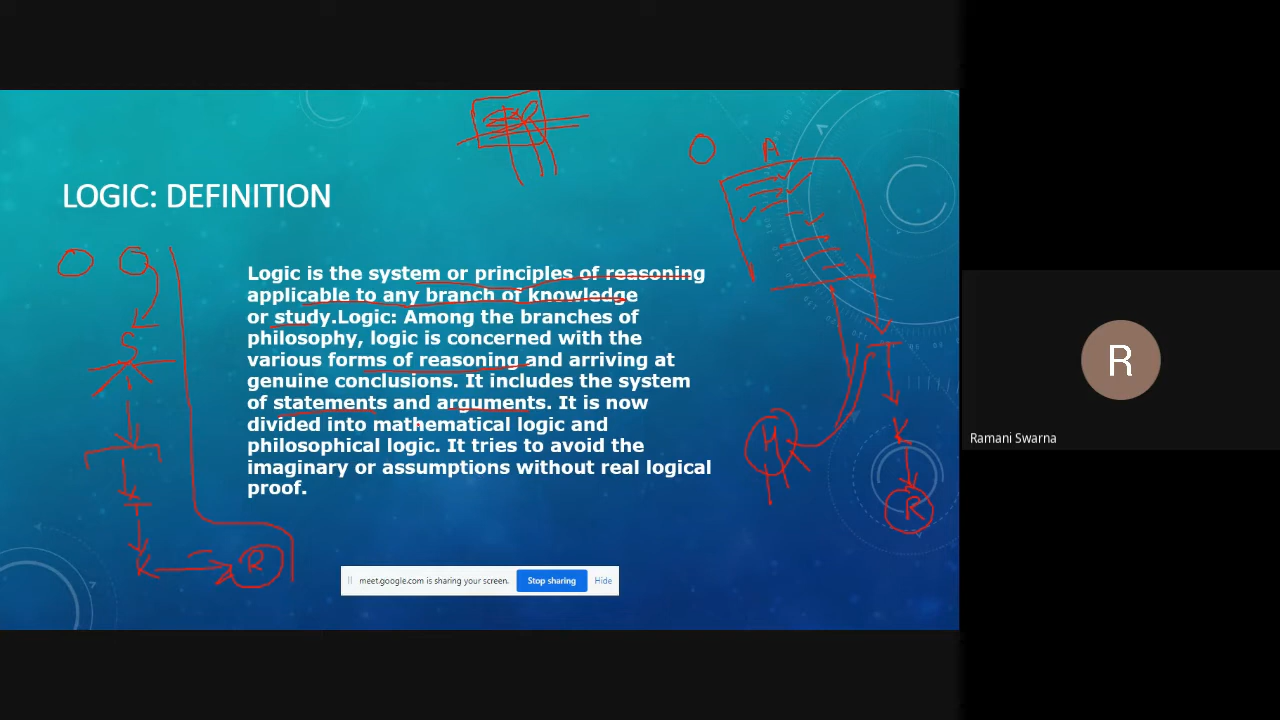 LOGIC: DEFINITION
O A
O O
Logic is the system or principles of reasoning
applicable to any branch of knowledge
or study.Logic: Among the branches of
philosophy, logic is concerned with the
various forms of reasoning and arriving at
genuine conclusions. It includes the system
of statements and arguments. It is now
divided into mathematical logic and
philosophical logic. It tries to avoid the
imaginary or assumptions without real logical
proof.
S
I
K
R
H
I
K
R
meet.google.com is sharing your screen. Stop sharing Hide
R
Ramani Swarna